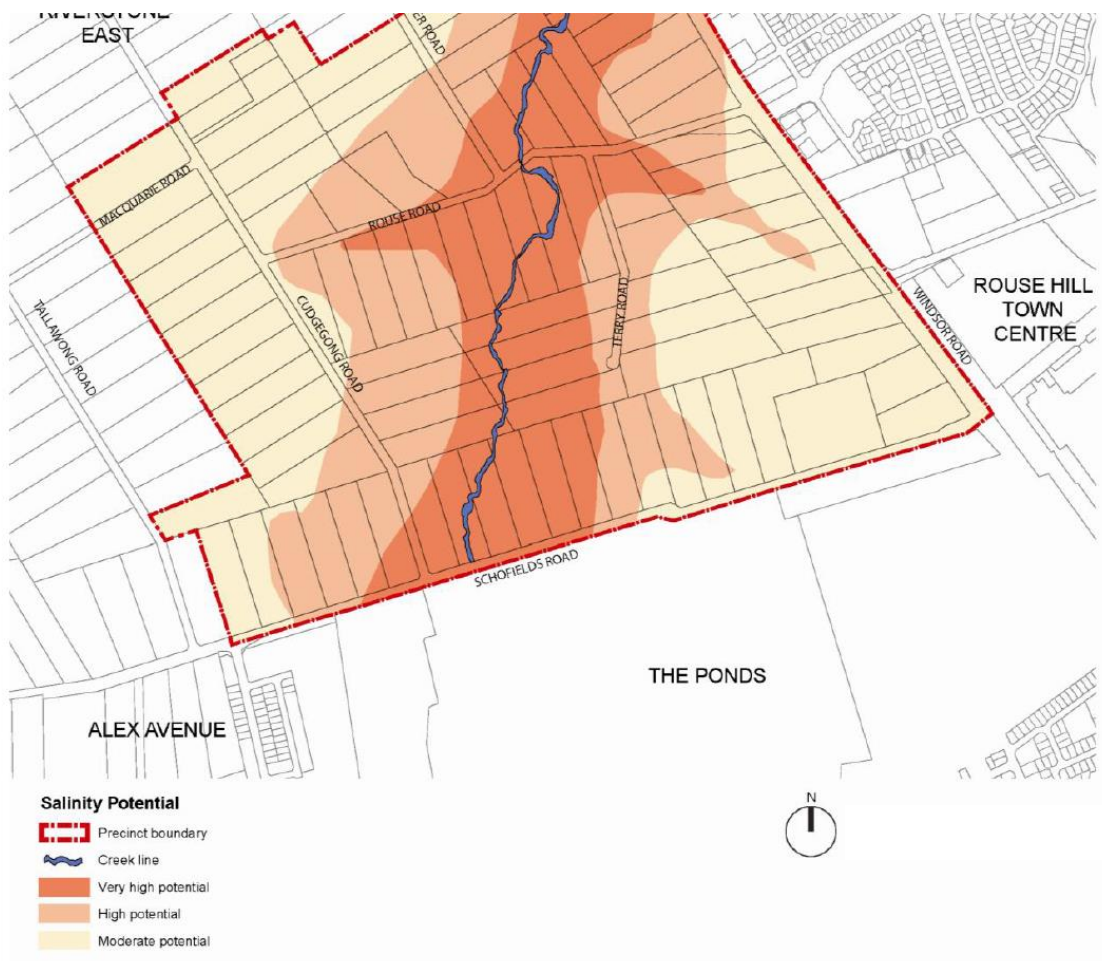 EAST
MACQUARIE ROAD
ROUSE ROAD
TALLAWONG ROAD
CUDGEGONG ROAD
TERRY ROAD
WINDSOR ROAD
ROUSE HILL
TOWN
CENTRE
SCHOFIELDS ROAD
THE PONDS
ALEX AVENUE
Salinity Potential
Precinct boundary
Creek line
Very high potential
High potential
Moderate potential
N